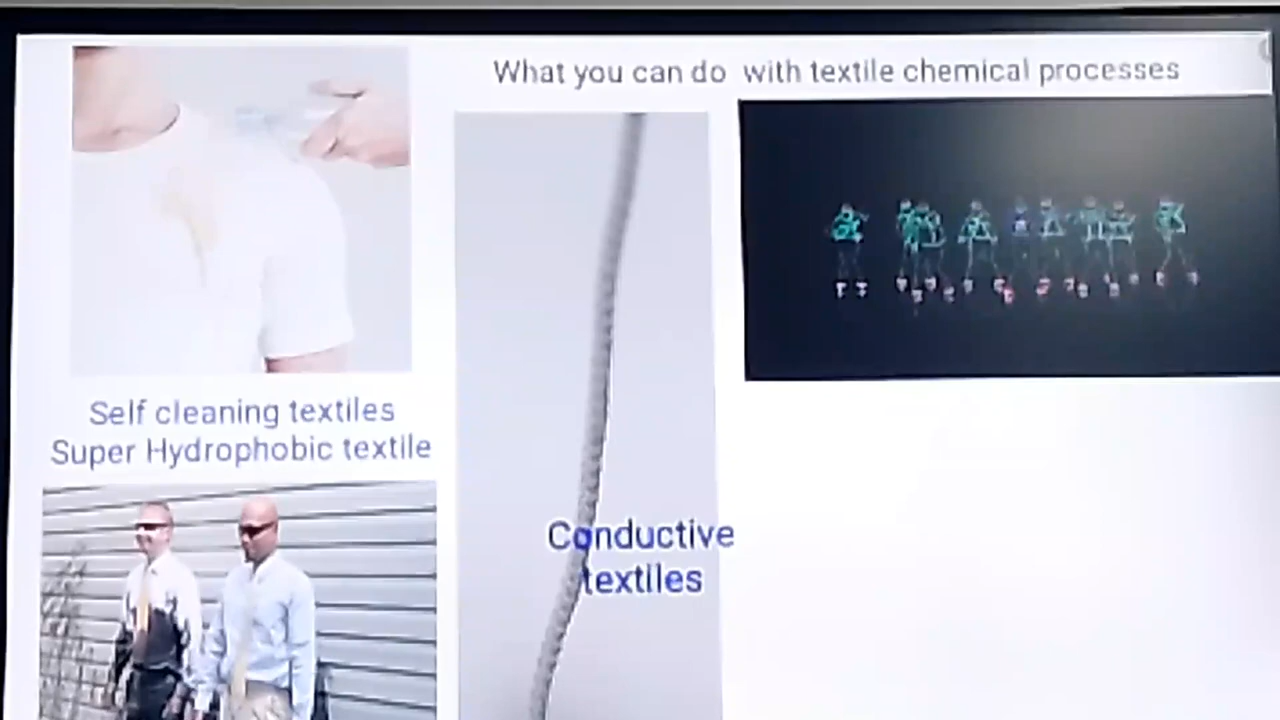 What you can do with textile chemical processes
Self cleaning textiles
Super Hydrophobic textile
Conductive
textiles